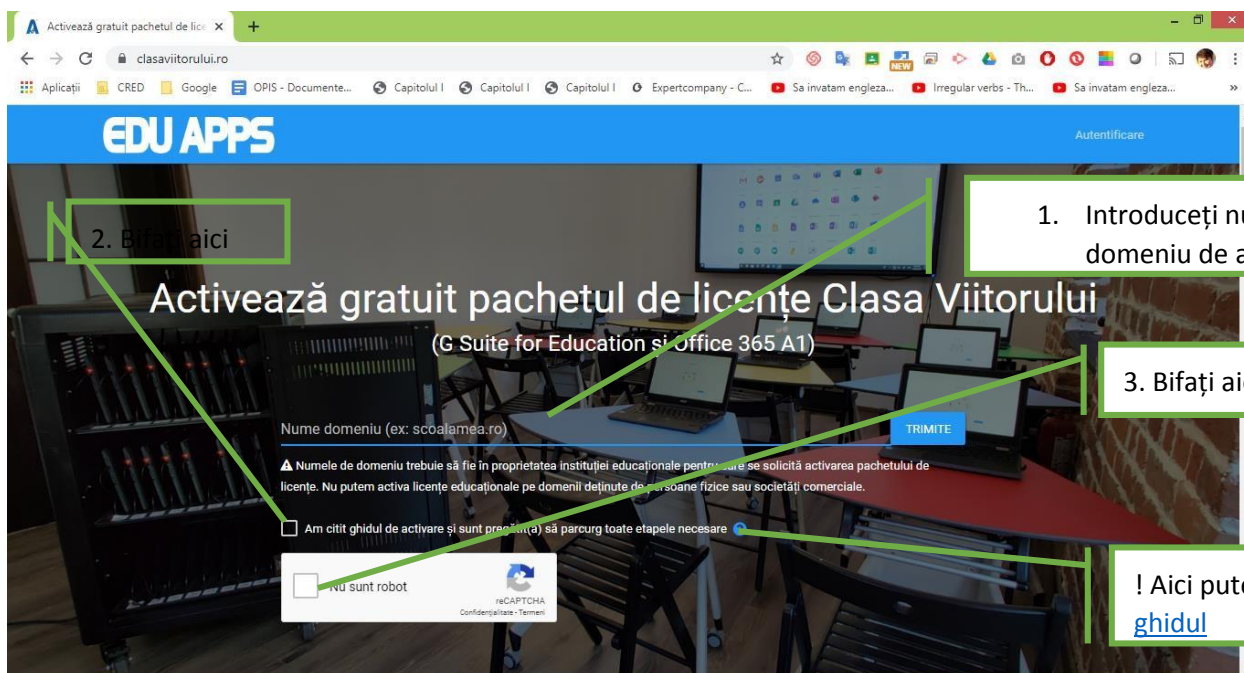 Activează gratuit pachetul de lice
clasaviitorului.ro
NEW
Aplicații CRED Google OPIS - Documente... Capitolul I Capitolul I Capitolul I Expertcompany - C... Sa invatam engleza... Irregular verbs - Th... Sa invatam engleza... »
EDU APPS
Autentificare
1. Introduceți
domeniu de
2. Bifați aici
Activează gratuit pachetul de licențe Clasa Viitorului
(G Suite for Education si Office 365 A1)
3. Bifați
Nume domeniu (ex: scoalamea.ro)
TRIMITE
Numele de domeniu trebuie să fie în proprietatea instituției educaționale pentru care se solicită activarea pachetului de
licențe. Nu putem activa licențe educaționale pe domenii deținute de persoane fizice sau societăți comerciale.
Am citit ghidul de activare și sunt pregătit(a) să parcurg toate etapele necesare
Nu sunt robot
reCAPTCHA
Confidențialitate - Termeni
! Aici
ghidul